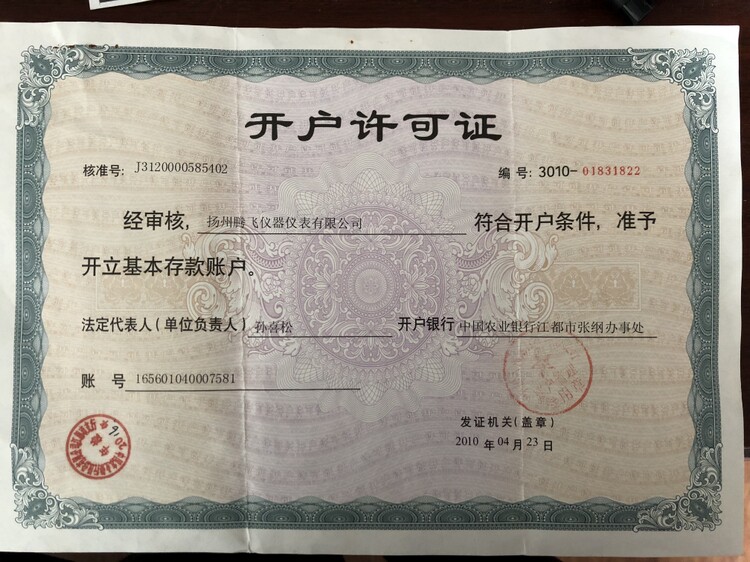 开户许可证
核准号: J3120000585402 编号: 3010-01831822
经审核, 扬州腾飞仪器仪表有限公司 符合开户条件, 准予
开立基本存款账户。
法定代表人(单位负责人) 孙喜松 开户银行 中国农业银行江都市张纲办事处
账 号 165601040007581
发证机关(盖章)
2010 年 04 月 23 日